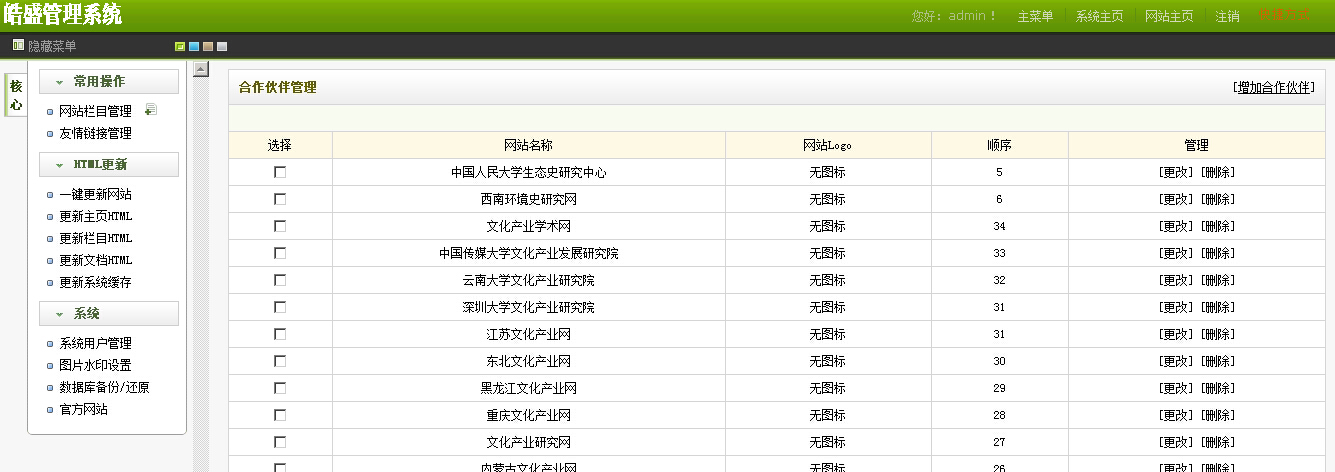 皓盛管理系统
您好：admin ！ 主菜单 系统主页 网站主页 注销
隐藏菜单
核心
常用操作
网站栏目管理
友情链接管理
HTML更新
一键更新网站
更新主页HTML
更新栏目HTML
更新文档HTML
更新系统缓存
系统
系统用户管理
图片水印设置
数据库备份/还原
官方网站
合作伙伴管理 [增加合作伙伴]
选择 网站名称 网站Logo 顺序 管理
中国人民大学生态史研究中心 无图标 5 [更改] [删除]
西南环境史研究网 无图标 6 [更改] [删除]
文化产业学术网 无图标 34 [更改] [删除]
中国传媒大学文化产业发展研究院 无图标 33 [更改] [删除]
云南大学文化产业研究院 无图标 32 [更改] [删除]
深圳大学文化产业研究院 无图标 31 [更改] [删除]
江苏文化产业网 无图标 31 [更改] [删除]
东北文化产业网 无图标 30 [更改] [删除]
黑龙江文化产业网 无图标 29 [更改] [删除]
重庆文化产业网 无图标 28 [更改] [删除]
文化产业研究网 无图标 27 [更改] [删除]
内蒙古文化产业网 无图标 26 [更改] [删除]